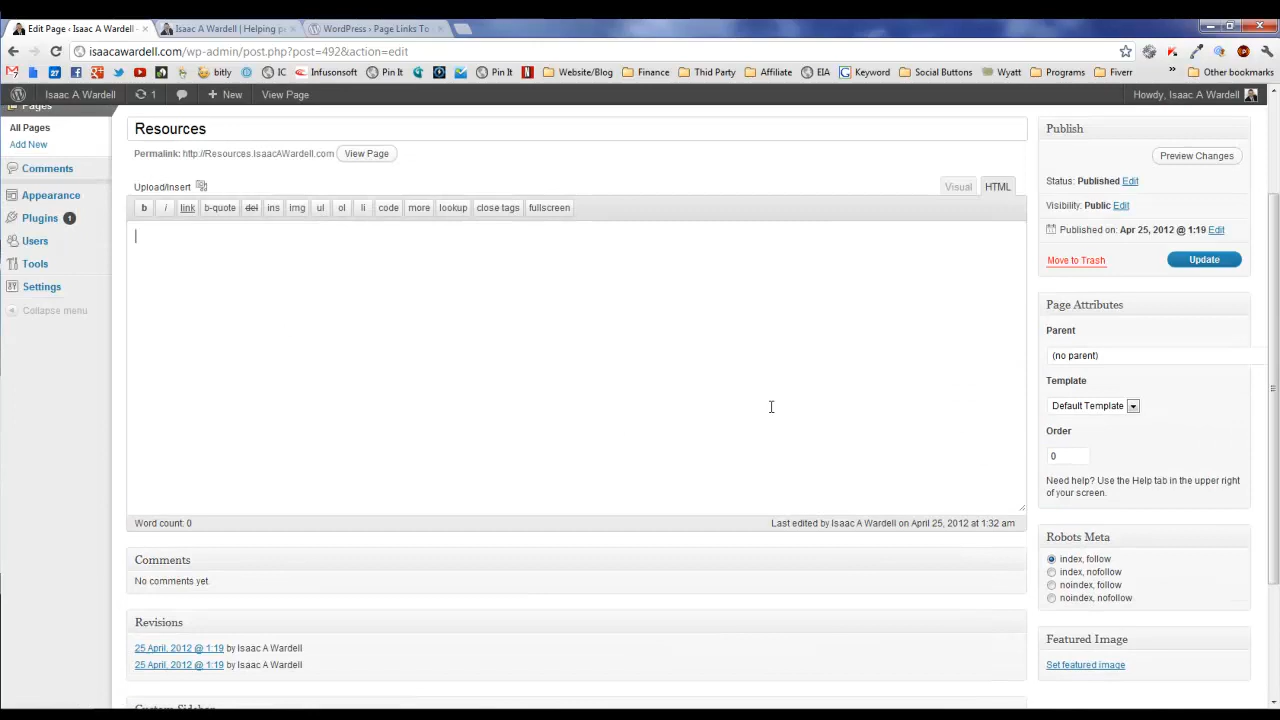 Edit Page ‹ Isaac A Wardell -
Isaac A Wardell | Helping p
WordPress › Page Links To
isaacawardell.com/wp-admin/post.php?post=492&action=edit
27
bitly
IC
Infusonsoft
Pin It
Pin It
Website/Blog
Finance
Third Party
Affiliate
EIA
Keyword
Social Buttons
Wyatt
Programs
Fiverr
»
Other bookmarks
Isaac A Wardell
1
+ New
View Page
Howdy, Isaac A Wardell
Pages
All Pages
Add New
Comments
Appearance
Plugins 1
Users
Tools
Settings
Collapse menu
Resources
Permalink: http://Resources.IsaacAWardell.com View Page
Upload/Insert
Visual HTML
b i link b-quote del ins img ul ol li code more lookup close tags fullscreen
Word count: 0
Last edited by Isaac A Wardell on April 25, 2012 at 1:32 am
Comments
No comments yet.
Revisions
25 April, 2012 @ 1:19 by Isaac A Wardell
25 April, 2012 @ 1:19 by Isaac A Wardell
Custom Sidebar
Publish
Preview Changes
Status: Published Edit
Visibility: Public Edit
Published on: Apr 25, 2012 @ 1:19 Edit
Move to Trash
Update
Page Attributes
Parent
(no parent)
Template
Default Template
Order
0
Need help? Use the Help tab in the upper right
of your screen.
Robots Meta
index, follow
index, nofollow
noindex, follow
noindex, nofollow
Featured Image
Set featured image